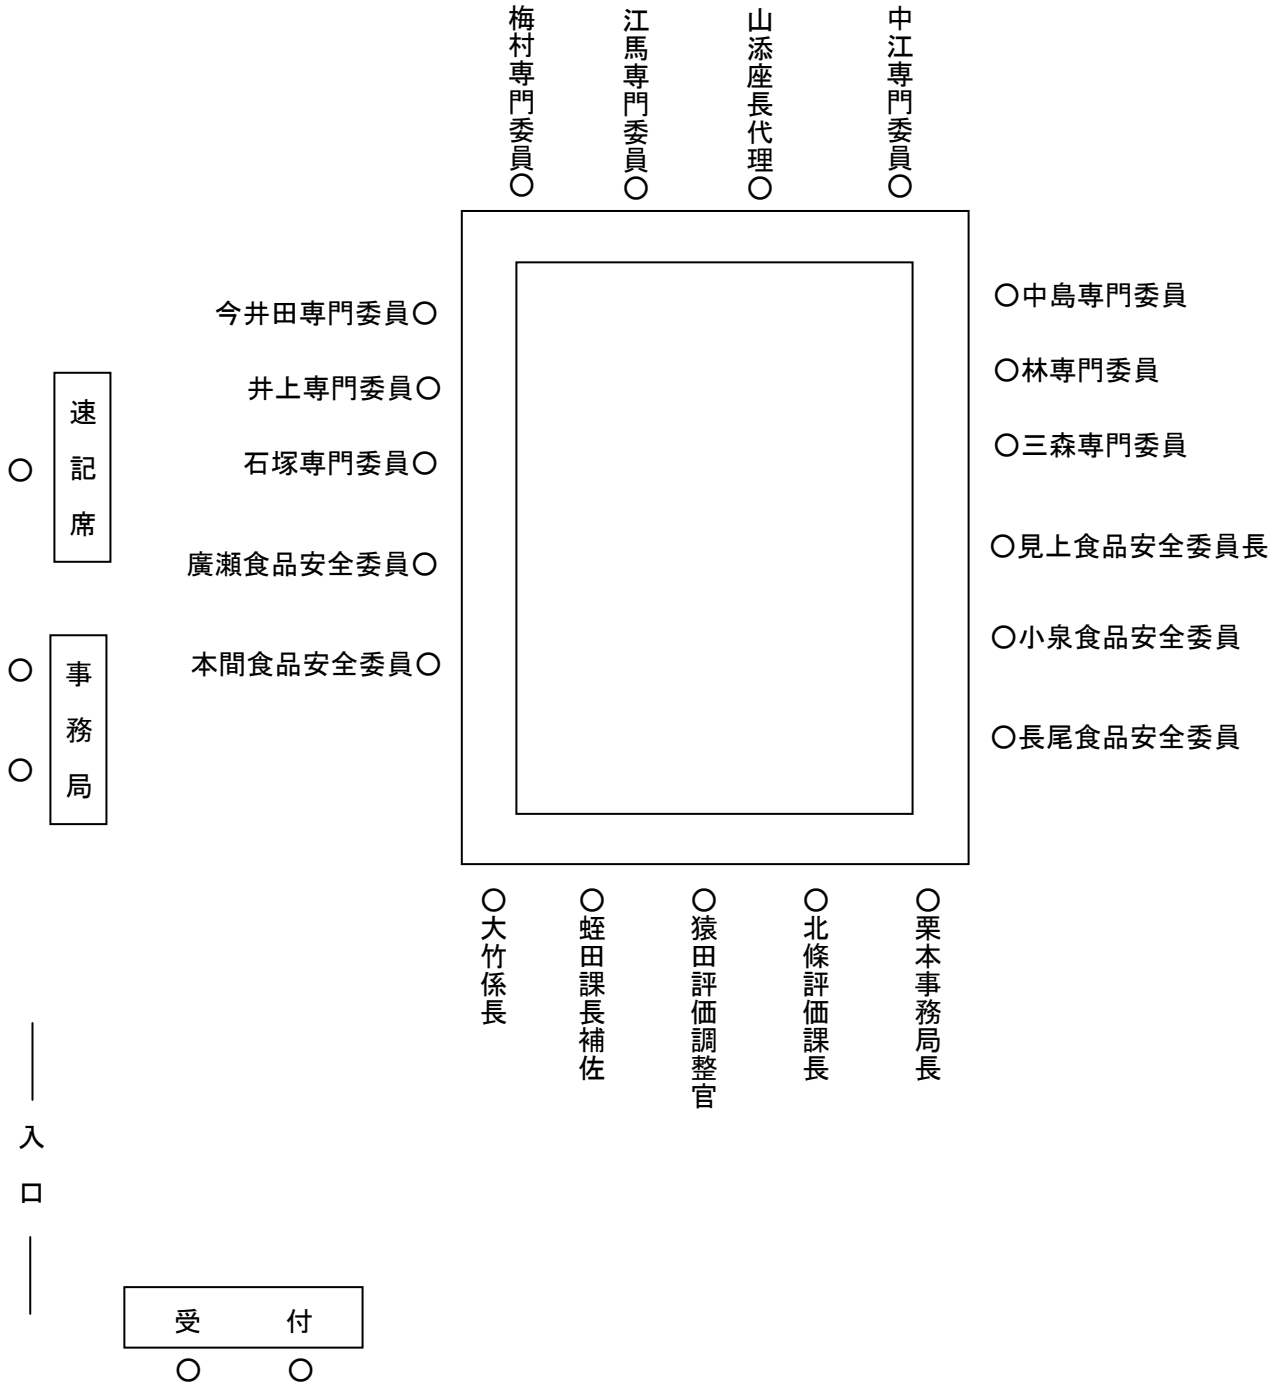 梅村専門委員○
江馬専門委員○
山添座長代理○
中江専門委員○
今井田専門委員○
井上専門委員○
石塚専門委員○
廣瀬食品安全委員○
本間食品安全委員○
○中島専門委員
○林専門委員
○三森専門委員
○見上食品安全委員長
○小泉食品安全委員
○長尾食品安全委員
速記席
○
事務局
○
○
○大竹係長
○蛭田課長補佐
○猿田評価調整官
○北條評価課長
○栗本事務局長
入口
受付
○ ○